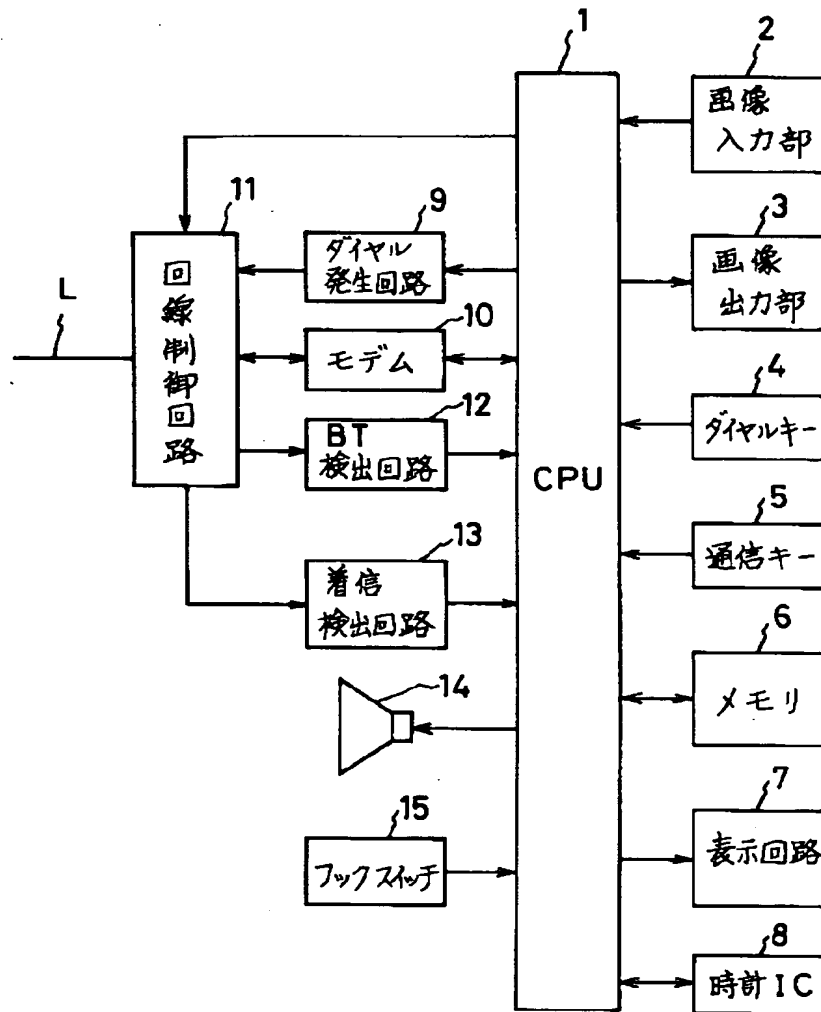 1
2
画像
入力部
11
9
ダイヤル
発生回路
3
画像
出力部
L
回線制御回路
10
モデム
4
ダイヤルキー
12
BT
検出回路
CPU
5
通信キー
13
着信
検出回路
6
メモリ
14
7
表示回路
15
フックスイッチ
8
時計IC